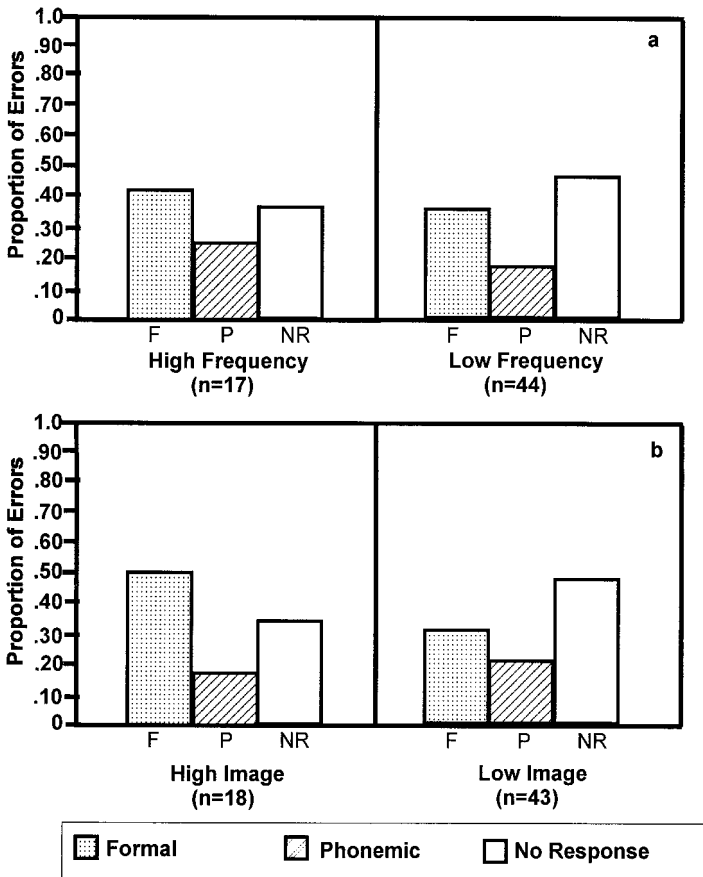 1.0
.90
.80
.70
.60
.50
.40
.30
.20
.10
0
Proportion of Errors
a
F P NR F P NR
High Frequency Low Frequency
(n=17) (n=44)
1.0
.90
.80
.70
.60
.50
.40
.30
.20
.10
0
Proportion of Errors
b
F P NR F P NR
High Image Low Image
(n=18) (n=43)
Formal Phonemic No Response